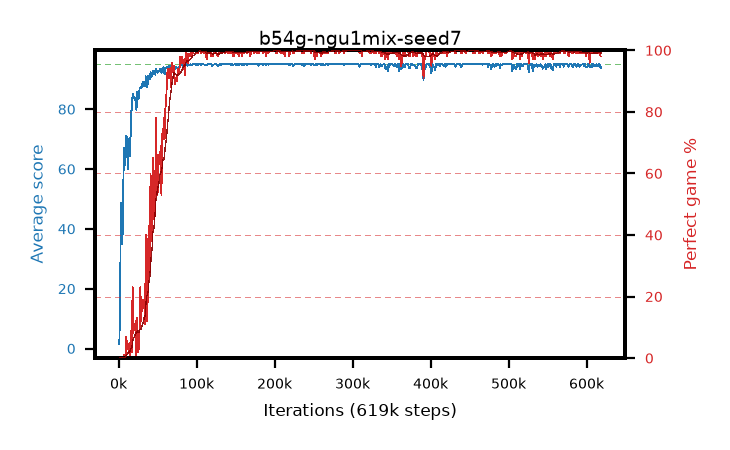 b54g-ngu1mix-seed7
100
80
60
40
20
0
Average score
80
60
40
20
0
Perfect game %
0k 100k 200k 300k 400k 500k 600k
Iterations (619k steps)